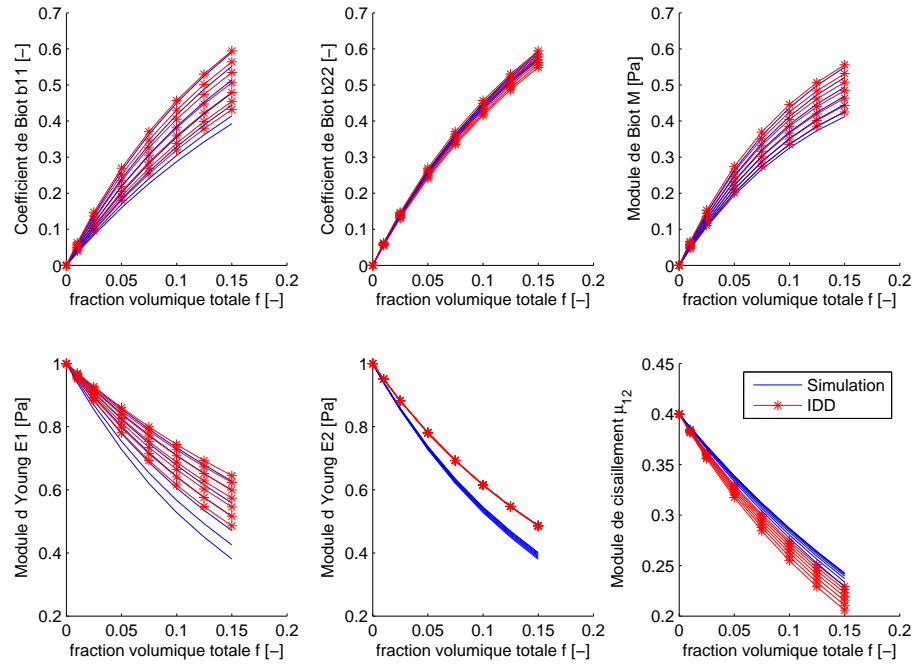 0.7
0.6
0.5
0.4
0.3
0.2
0.1
0
Coefficient de Biot b11 [−]
0 0.05 0.1 0.15 0.2
fraction volumique totale f [−]
0.7
0.6
0.5
0.4
0.3
0.2
0.1
0
Coefficient de Biot b22 [−]
0 0.05 0.1 0.15 0.2
fraction volumique totale f [−]
0.7
0.6
0.5
0.4
0.3
0.2
0.1
0
Module de Biot M [Pa]
0 0.05 0.1 0.15 0.2
fraction volumique totale f [−]
1
0.8
0.6
0.4
0.2
Module d Young E1 [Pa]
0 0.05 0.1 0.15 0.2
fraction volumique totale f [−]
1
0.8
0.6
0.4
0.2
Module d Young E2 [Pa]
0 0.05 0.1 0.15 0.2
fraction volumique totale f [−]
0.45
0.4
0.35
0.3
0.25
0.2
Module de cisaillement μ12
Simulation
IDD
0 0.05 0.1 0.15 0.2
fraction volumique totale f [−]